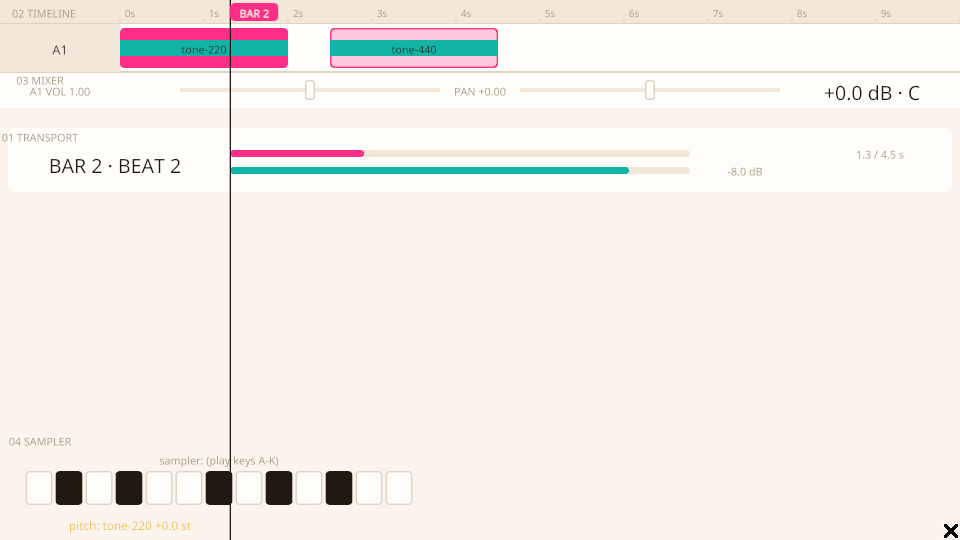 02 TIMELINE 0s 1s BAR 2 2s 3s 4s 5s 6s 7s 8s 9s
A1 tone-220 tone-440
03 MIXER
A1 VOL 1.00 PAN +0.00 +0.0 dB · C
01 TRANSPORT
BAR 2 · BEAT 2 1.3 / 4.5 s
-8.0 dB
04 SAMPLER
sampler: (play keys A-K)
pitch: tone-220 +0.0 st